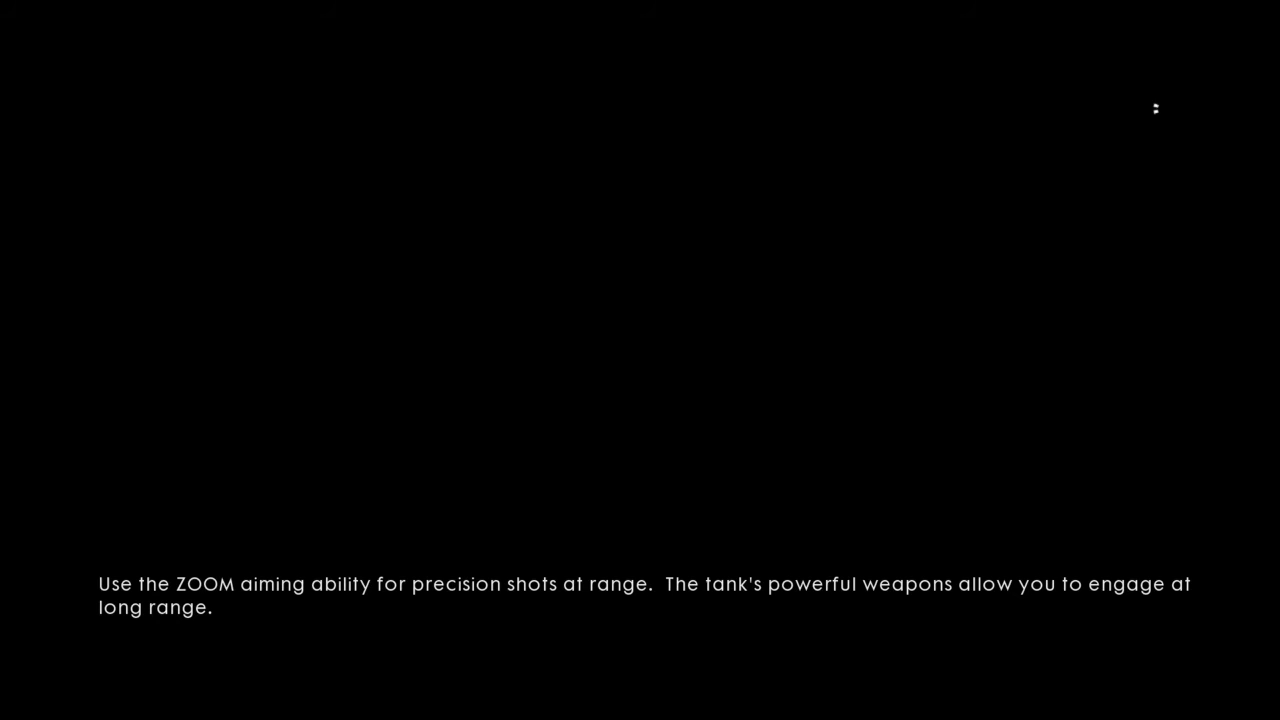 Use the ZOOM aiming ability for precision shots at range.  The tank's powerful weapons allow you to engage at
long range.